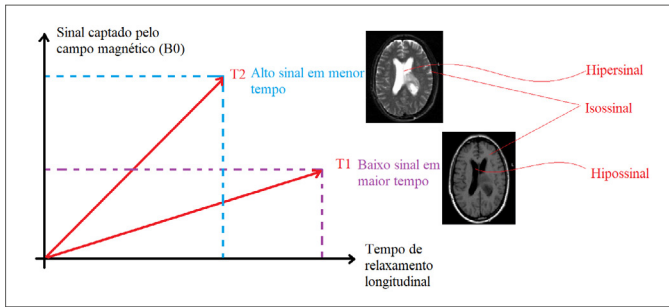 Sinal captado pelo
campo magnético (B0)
T2 Alto sinal em menor
tempo
T1 Baixo sinal em
maior tempo
Hipersinal
Isossinal
Hipossinal
Tempo de
relaxamento
longitudinal